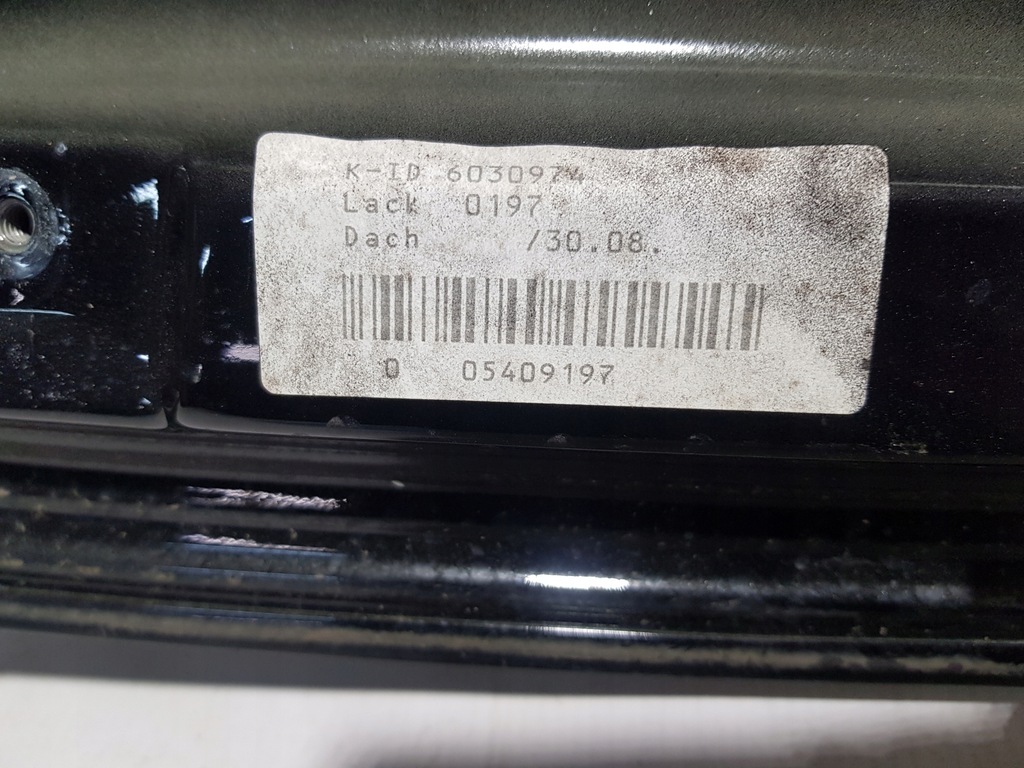 K-ID 6030974
Lack 0197
Dach /30.08.
0 05409197